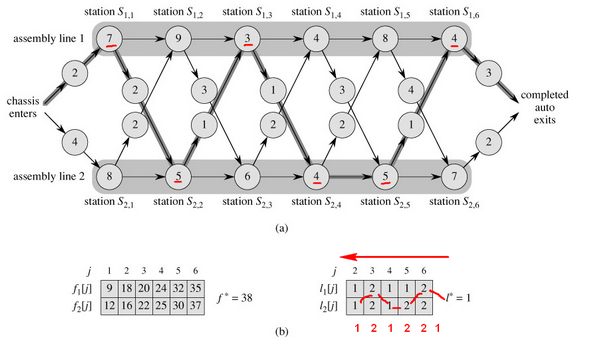 station S1,1 station S1,2 station S1,3 station S1,4 station S1,5 station S1,6
assembly line 1 7 9 3 4 8 4
2 2 3 1 3 4 3
chassis enters
completed auto exits
4 2 1 2 2 1 2
assembly line 2 8 5 6 4 5 7
station S2,1 station S2,2 station S2,3 station S2,4 station S2,5 station S2,6
(a)
j 1 2 3 4 5 6
f1[j] 9 18 20 24 32 35
f2[j] 12 16 22 25 30 37
f* = 38
j 2 3 4 5 6
l1[j] 1 2 1 1 2
l2[j] 1 2 1 2 2
l* = 1
(b)
1 2 1 2 2 1